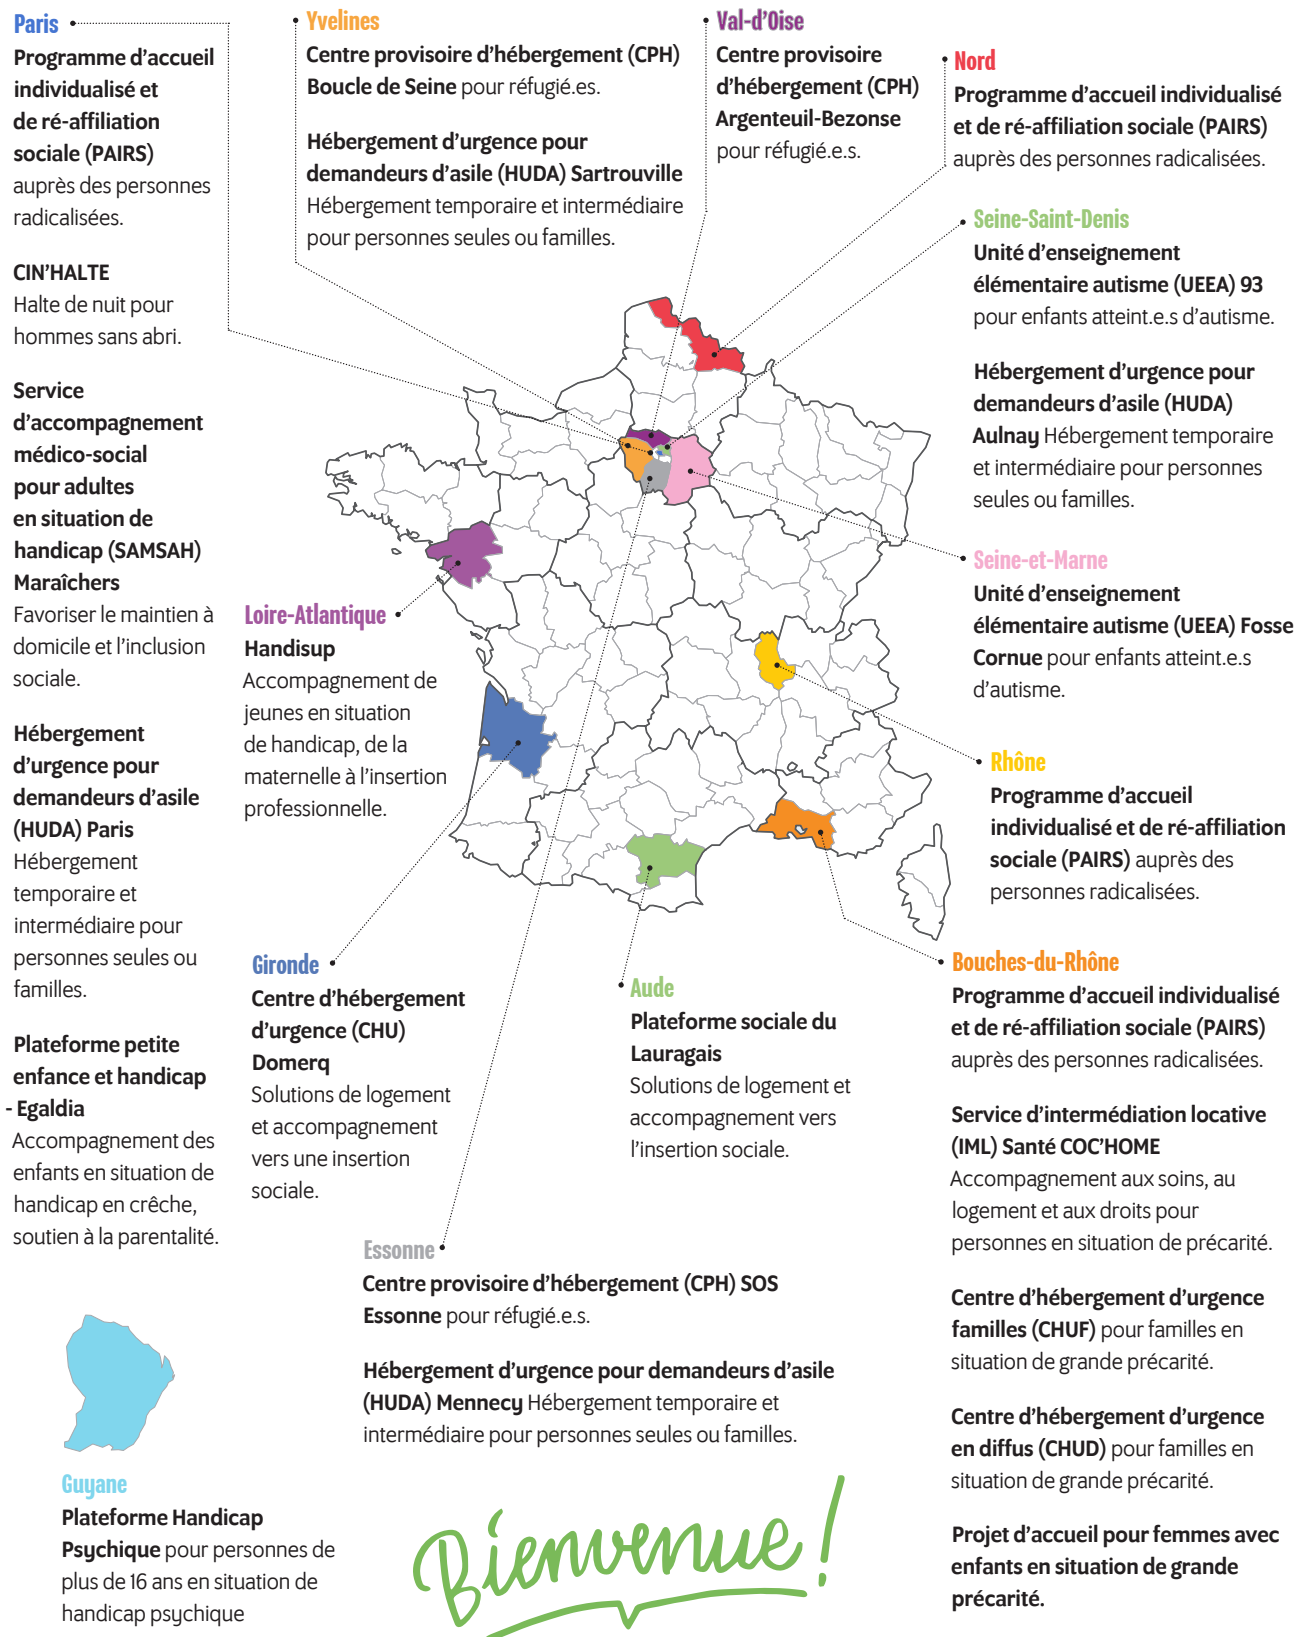 Paris
Programme d'accueil
individualisé et
de ré-affiliation
sociale (PAIRS)
auprès des personnes
radicalisées.
CIN'HALTE
Halte de nuit pour
hommes sans abri.
Service
d'accompagnement
médico-social
pour adultes
en situation de
handicap (SAMSAH)
Maraîchers
Favoriser le maintien à
domicile et l'inclusion
sociale.
Hébergement
d'urgence pour
demandeurs d'asile
(HUDA) Paris
Hébergement
temporaire et
intermédiaire pour
personnes seules ou
familles.
Plateforme petite
enfance et handicap
- Egaldia
Accompagnement des
enfants en situation de
handicap en crêche,
soutien à la parentalité.
Yvelines
Centre provisoire d'hébergement (CPH)
Boucle de Seine pour réfugié.es.
Hébergement d'urgence pour
demandeurs d'asile (HUDA) Sartrouville
Hébergement temporaire et intermédiaire
pour personnes seules ou familles.
Val-d'Oise
Centre provisoire
d'hébergement (CPH)
Argenteuil-Bezonse
pour réfugié.e.s.
Nord
Programme d'accueil individualisé
et de ré-affiliation sociale (PAIRS)
auprès des personnes radicalisées.
Seine-Saint-Denis
Unité d'enseignement
élémentaire autisme (UEEA) 93
pour enfants atteint.e.s d'autisme.
Hébergement d'urgence pour
demandeurs d'asile (HUDA)
Aulnay Hébergement temporaire
et intermédiaire pour personnes
seules ou familles.
Seine-et-Marne
Unité d'enseignement
élémentaire autisme (UEEA) Fosse
Cornue pour enfants atteint.e.s
d'autisme.
Loire-Atlantique
Handisup
Accompagnement de
jeunes en situation
de handicap, de la
maternelle à l'insertion
professionnelle.
Rhône
Programme d'accueil
individualisé et de ré-affiliation
sociale (PAIRS) auprès des
personnes radicalisées.
Gironde
Centre d'hébergement
d'urgence (CHU)
Domerq
Solutions de logement
et accompagnement
vers une insertion
sociale.
Aude
Plateforme sociale du
Lauragais
Solutions de logement et
accompagnement vers
l'insertion sociale.
Bouches-du-Rhône
Programme d'accueil individualisé
et de ré-affiliation sociale (PAIRS)
auprès des personnes radicalisées.
Service d'intermédiation locative
(IML) Santé COC'HOME
Accompagnement aux soins, au
logement et aux droits pour
personnes en situation de précarité.
Centre d'hébergement d'urgence
familles (CHUF) pour familles en
situation de grande précarité.
Centre d'hébergement d'urgence
en diffus (CHUD) pour familles en
situation de grande précarité.
Projet d'accueil pour femmes avec
enfants en situation de grande
précarité.
Essonne
Centre provisoire d'hébergement (CPH) SOS
Essonne pour réfugié.e.s.
Hébergement d'urgence pour demandeurs d'asile
(HUDA) Mennecy Hébergement temporaire et
intermédiaire pour personnes seules ou familles.
Guyane
Plateforme Handicap
Psychique pour personnes de
plus de 16 ans en situation de
handicap psychique
Bienvenue !